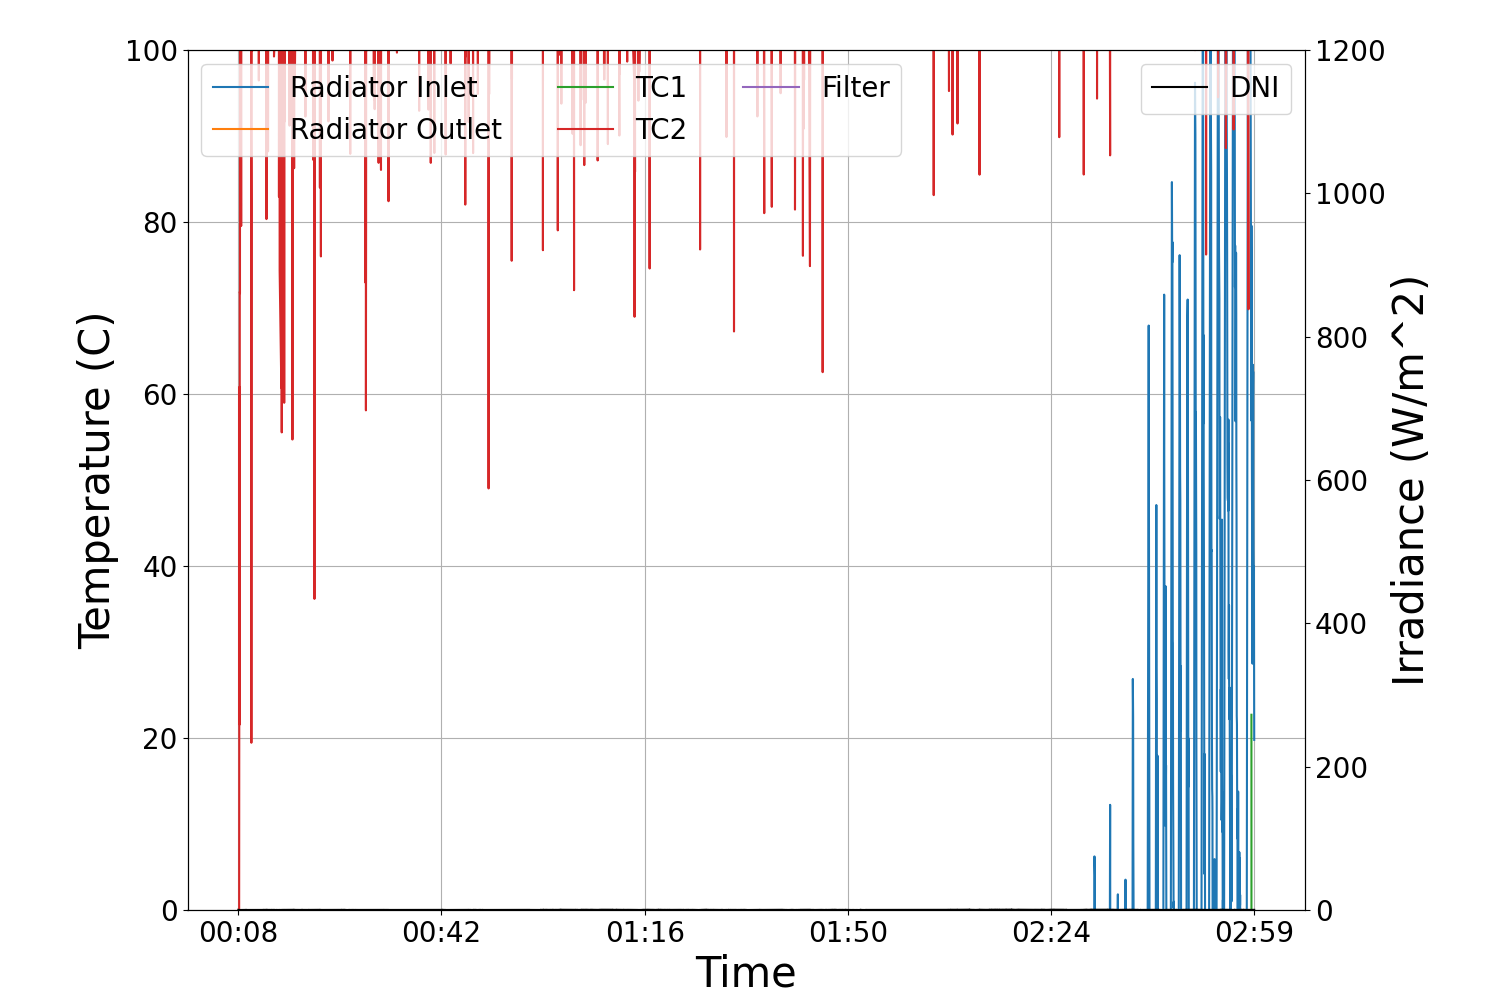 100
80
60
40
20
0
Temperature (C)
Radiator Inlet
Radiator Outlet
TC1
TC2
Filter
DNI
1200
1000
800
600
400
200
0
Irradiance (W/m^2)
00:08
00:42
01:16
01:50
02:24
02:59
Time